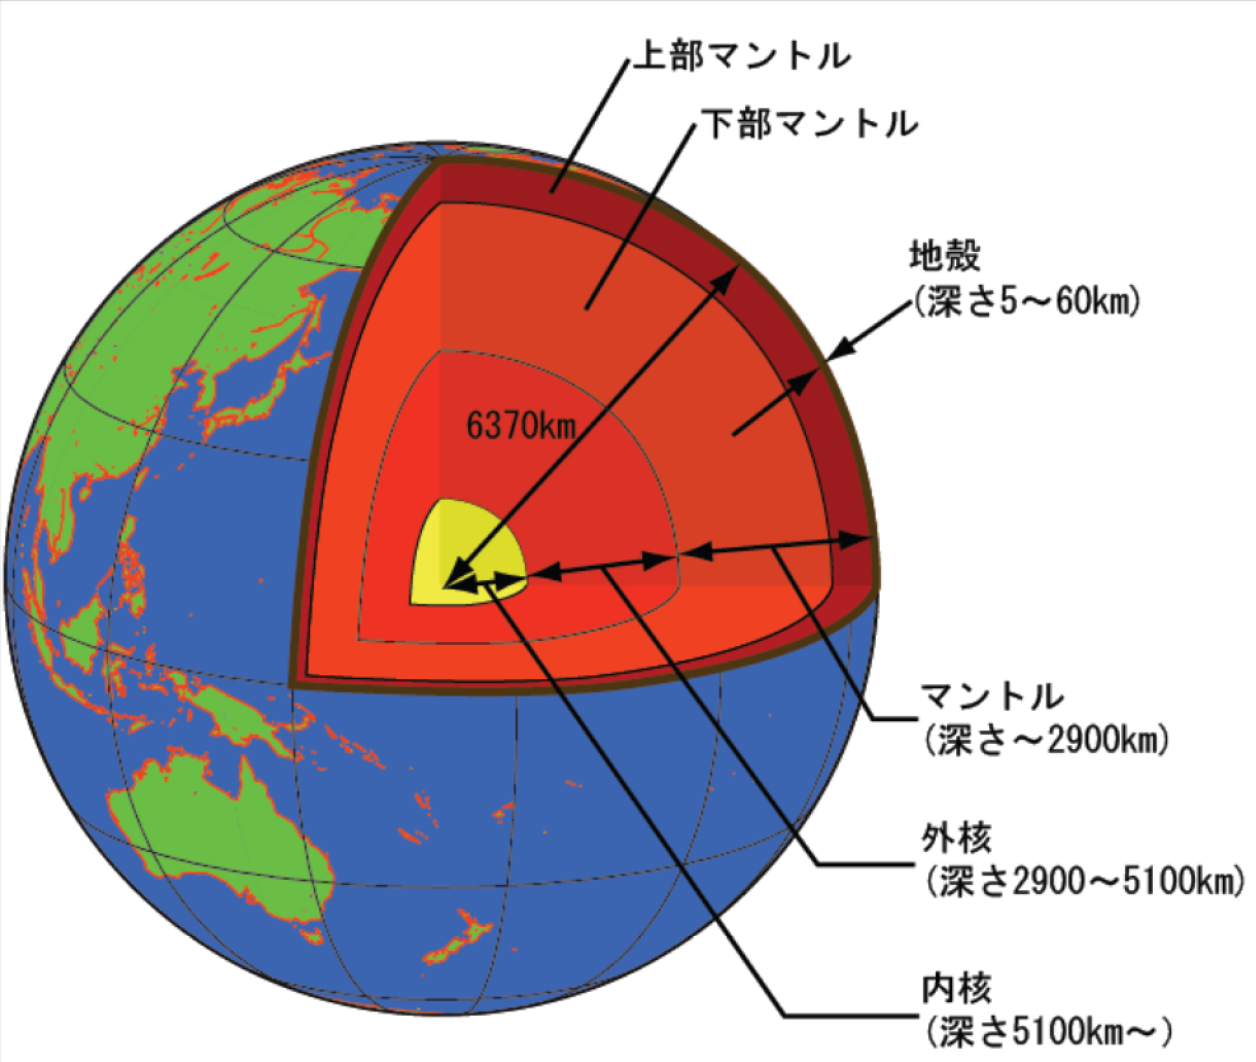 上部マントル
下部マントル
地殻
(深さ5～60km)
6370km
マントル
(深さ～2900km)
外核
(深さ2900～5100km)
内核
(深さ5100km～)